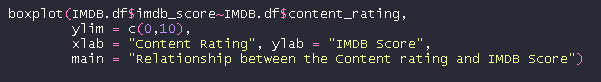 boxplot(IMDB.df$imdb_score~IMDB.df$content_rating,
ylim = c(0,10),
xlab = "Content Rating", ylab = "IMDB Score",
main = "Relationship between the Content rating and IMDB Score")